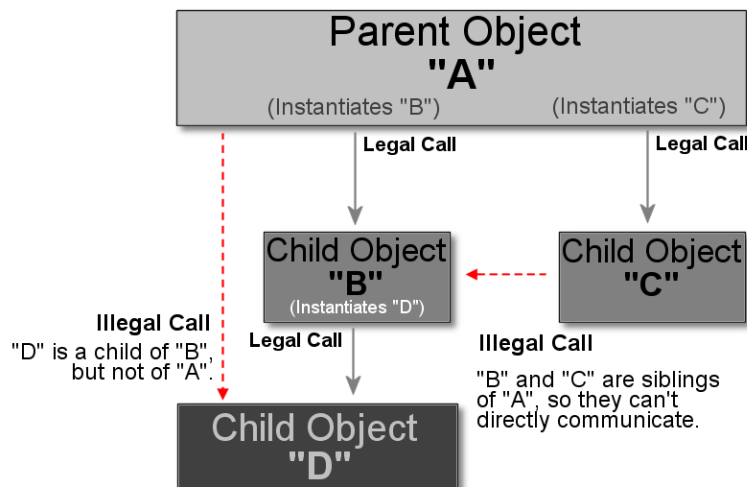 Parent Object
"A"
(Instantiates "B")
(Instantiates "C")
Legal Call
Legal Call
Child Object
"B"
(Instantiates "D")
Child Object
"C"
Illegal Call
"D" is a child of "B",
but not of "A".
Legal Call
Illegal Call
"B" and "C" are siblings
of "A", so they can't
directly communicate.
Child Object
"D"